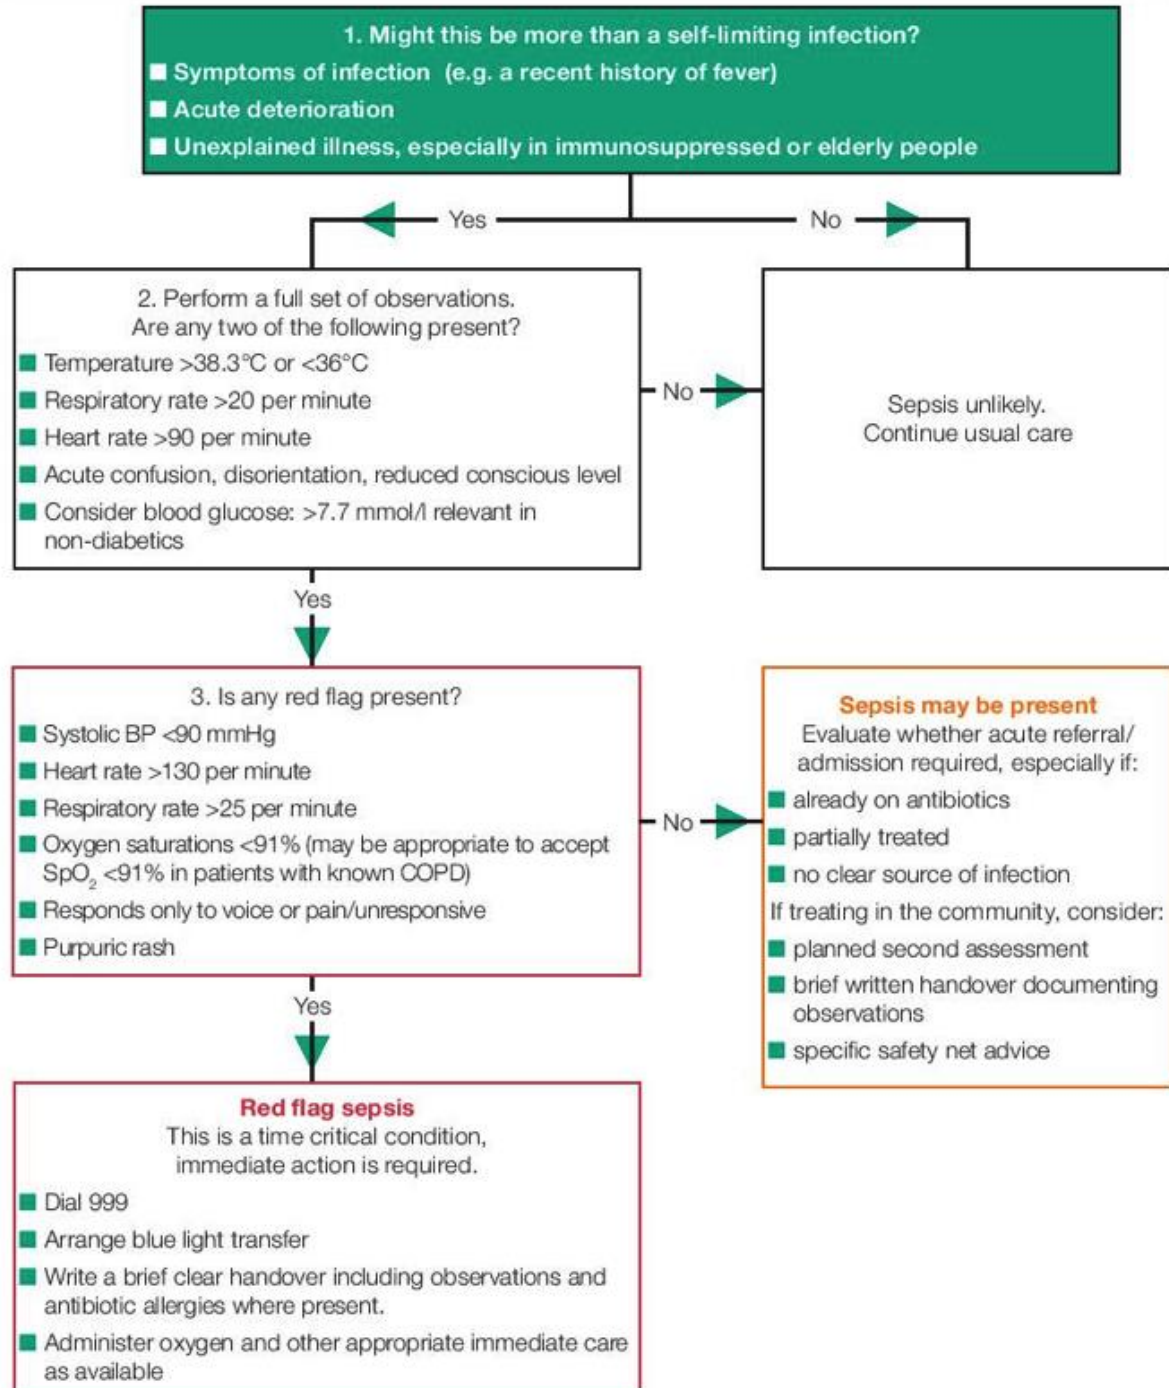 1. Might this be more than a self-limiting infection?
Symptoms of infection (e.g. a recent history of fever)
Acute deterioration
Unexplained illness, especially in immunosuppressed or elderly people
Yes
No
2. Perform a full set of observations.
Are any two of the following present?
Temperature >38.3°C or <36°C
Respiratory rate >20 per minute
Heart rate >90 per minute
Acute confusion, disorientation, reduced conscious level
Consider blood glucose: >7.7 mmol/l relevant in
non-diabetics
No
Sepsis unlikely.
Continue usual care
Yes
3. Is any red flag present?
Systolic BP <90 mmHg
Heart rate >130 per minute
Respiratory rate >25 per minute
Oxygen saturations <91% (may be appropriate to accept
SpO₂ <91% in patients with known COPD)
Responds only to voice or pain/unresponsive
Purpuric rash
No
Sepsis may be present
Evaluate whether acute referral/
admission required, especially if:
already on antibiotics
partially treated
no clear source of infection
If treating in the community, consider:
planned second assessment
brief written handover documenting
observations
specific safety net advice
Yes
Red flag sepsis
This is a time critical condition,
immediate action is required.
Dial 999
Arrange blue light transfer
Write a brief clear handover including observations and
antibiotic allergies where present.
Administer oxygen and other appropriate immediate care
as available